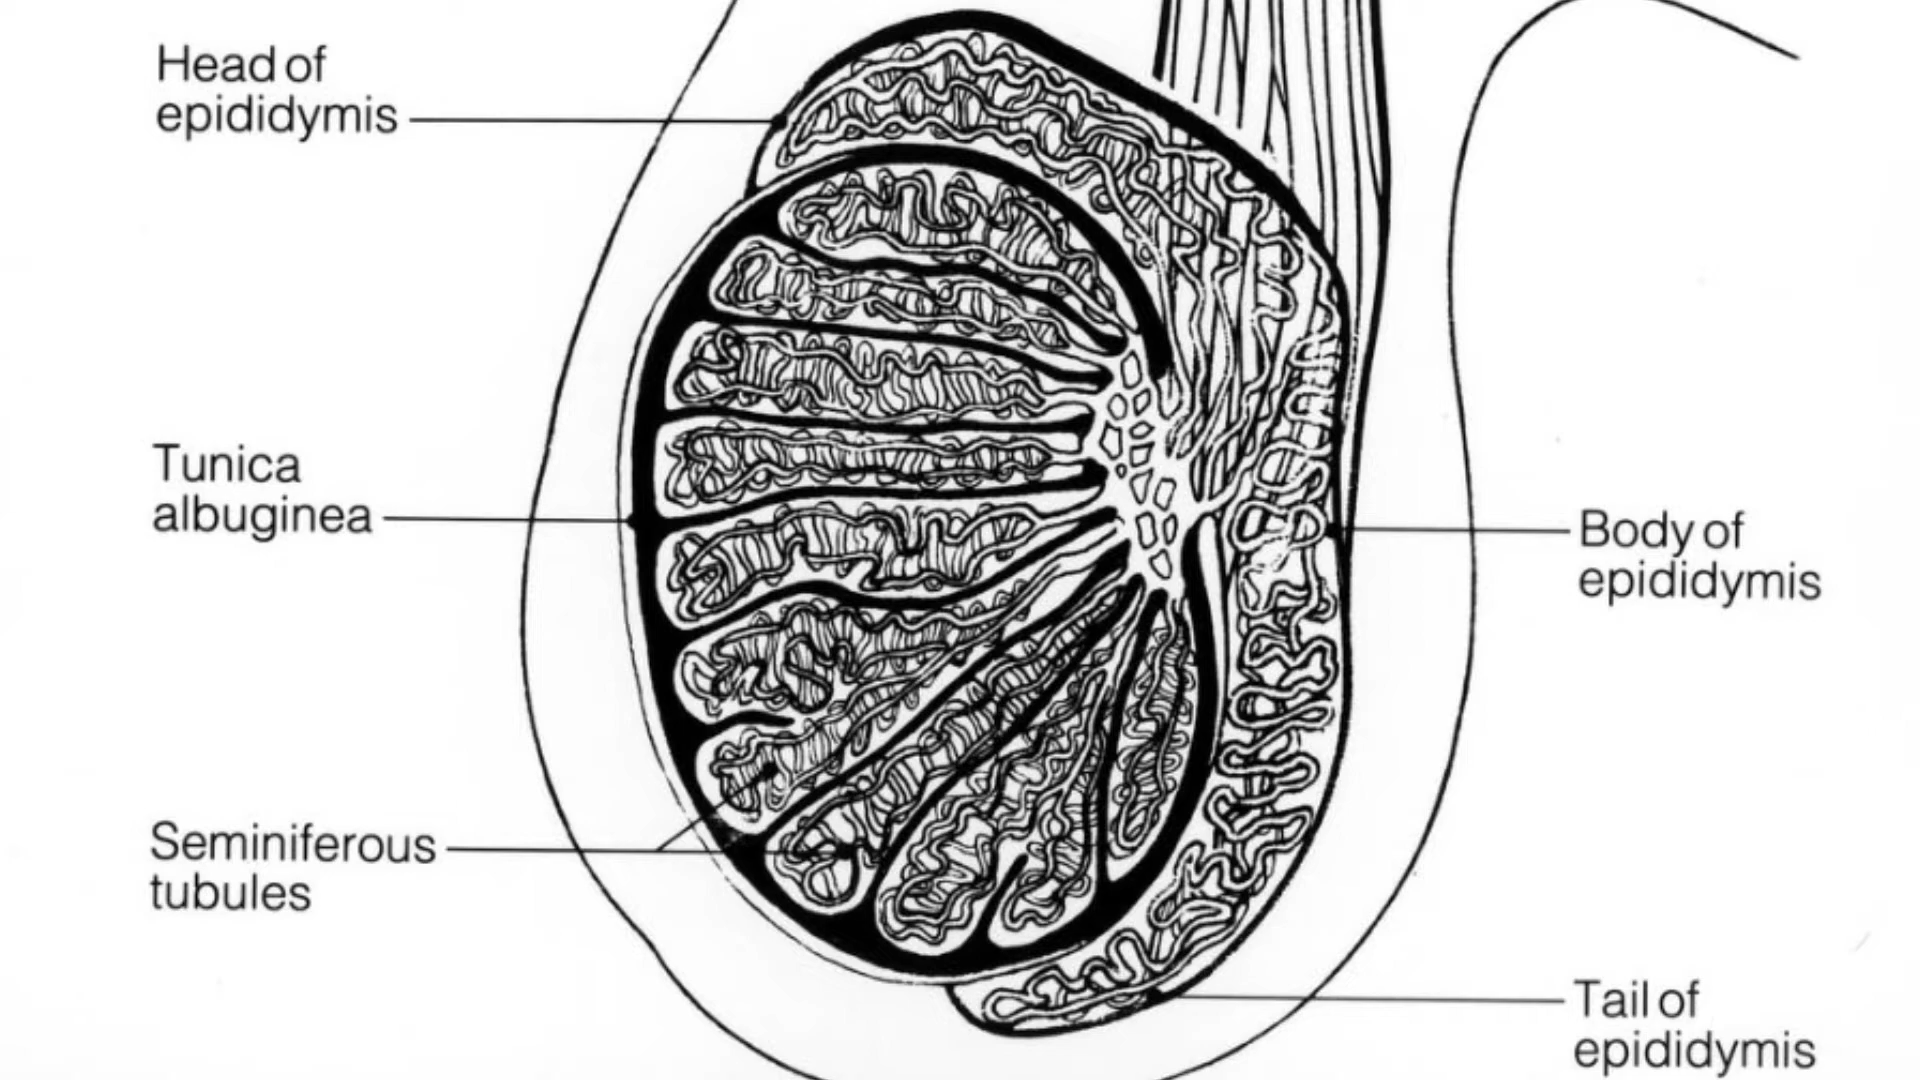 Head of
epididymis
Tunica
albuginea
Body of
epididymis
Seminiferous
tubules
Tail of
epididymis